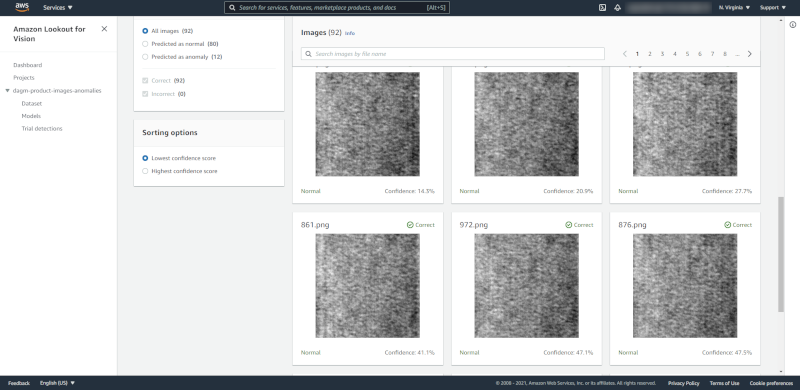 aws
Services
Search for services, features, marketplace products, and docs
[Alt+S]
N. Virginia
Support
Amazon Lookout for
Vision
Dashboard
Projects
dagm-product-images-anomalies
Dataset
Models
Trial detections
All images (92)
Predicted as normal (80)
Predicted as anomaly (12)
Correct (92)
Incorrect (0)
Sorting options
Lowest confidence score
Highest confidence score
Images (92) Info
Search images by file name
1 2 3 4 5 6 7 8 ...
Normal Confidence: 14.3%
Normal Confidence: 20.9%
Normal Confidence: 27.7%
861.png Correct
972.png Correct
876.png Correct
Normal Confidence: 41.1%
Normal Confidence: 47.1%
Normal Confidence: 47.5%
Feedback
English (US)
© 2008 - 2021, Amazon Web Services, Inc. or its affiliates. All rights reserved.
Privacy Policy
Terms of Use
Cookie preferences